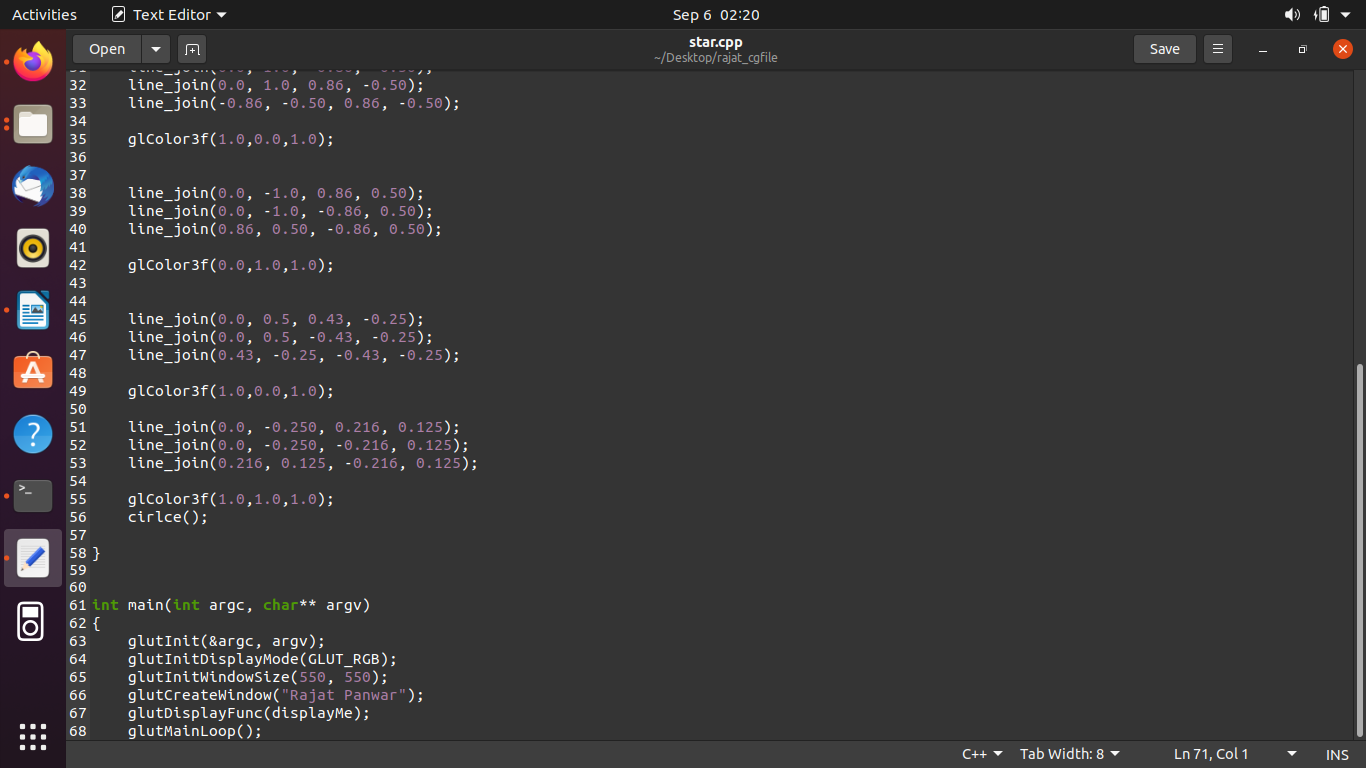 Activities Text Editor Sep 6 02:20
Open star.cpp Save
~/Desktop/rajat_cgfile
32 line_join(0.0, 1.0, 0.86, -0.50);
33 line_join(-0.86, -0.50, 0.86, -0.50);
34
35 glColor3f(1.0,0.0,1.0);
36
37
38 line_join(0.0, -1.0, 0.86, 0.50);
39 line_join(0.0, -1.0, -0.86, 0.50);
40 line_join(0.86, 0.50, -0.86, 0.50);
41
42 glColor3f(0.0,1.0,1.0);
43
44
45 line_join(0.0, 0.5, 0.43, -0.25);
46 line_join(0.0, 0.5, -0.43, -0.25);
47 line_join(0.43, -0.25, -0.43, -0.25);
48
49 glColor3f(1.0,0.0,1.0);
50
51 line_join(0.0, -0.250, 0.216, 0.125);
52 line_join(0.0, -0.250, -0.216, 0.125);
53 line_join(0.216, 0.125, -0.216, 0.125);
54
55 glColor3f(1.0,1.0,1.0);
56 cirlce();
57
58 }
59
60
61 int main(int argc, char** argv)
62 {
63 glutInit(&argc, argv);
64 glutInitDisplayMode(GLUT_RGB);
65 glutInitWindowSize(550, 550);
66 glutCreateWindow("Rajat Panwar");
67 glutDisplayFunc(displayMe);
68 glutMainLoop();
C++ Tab Width: 8 Ln 71, Col 1 INS